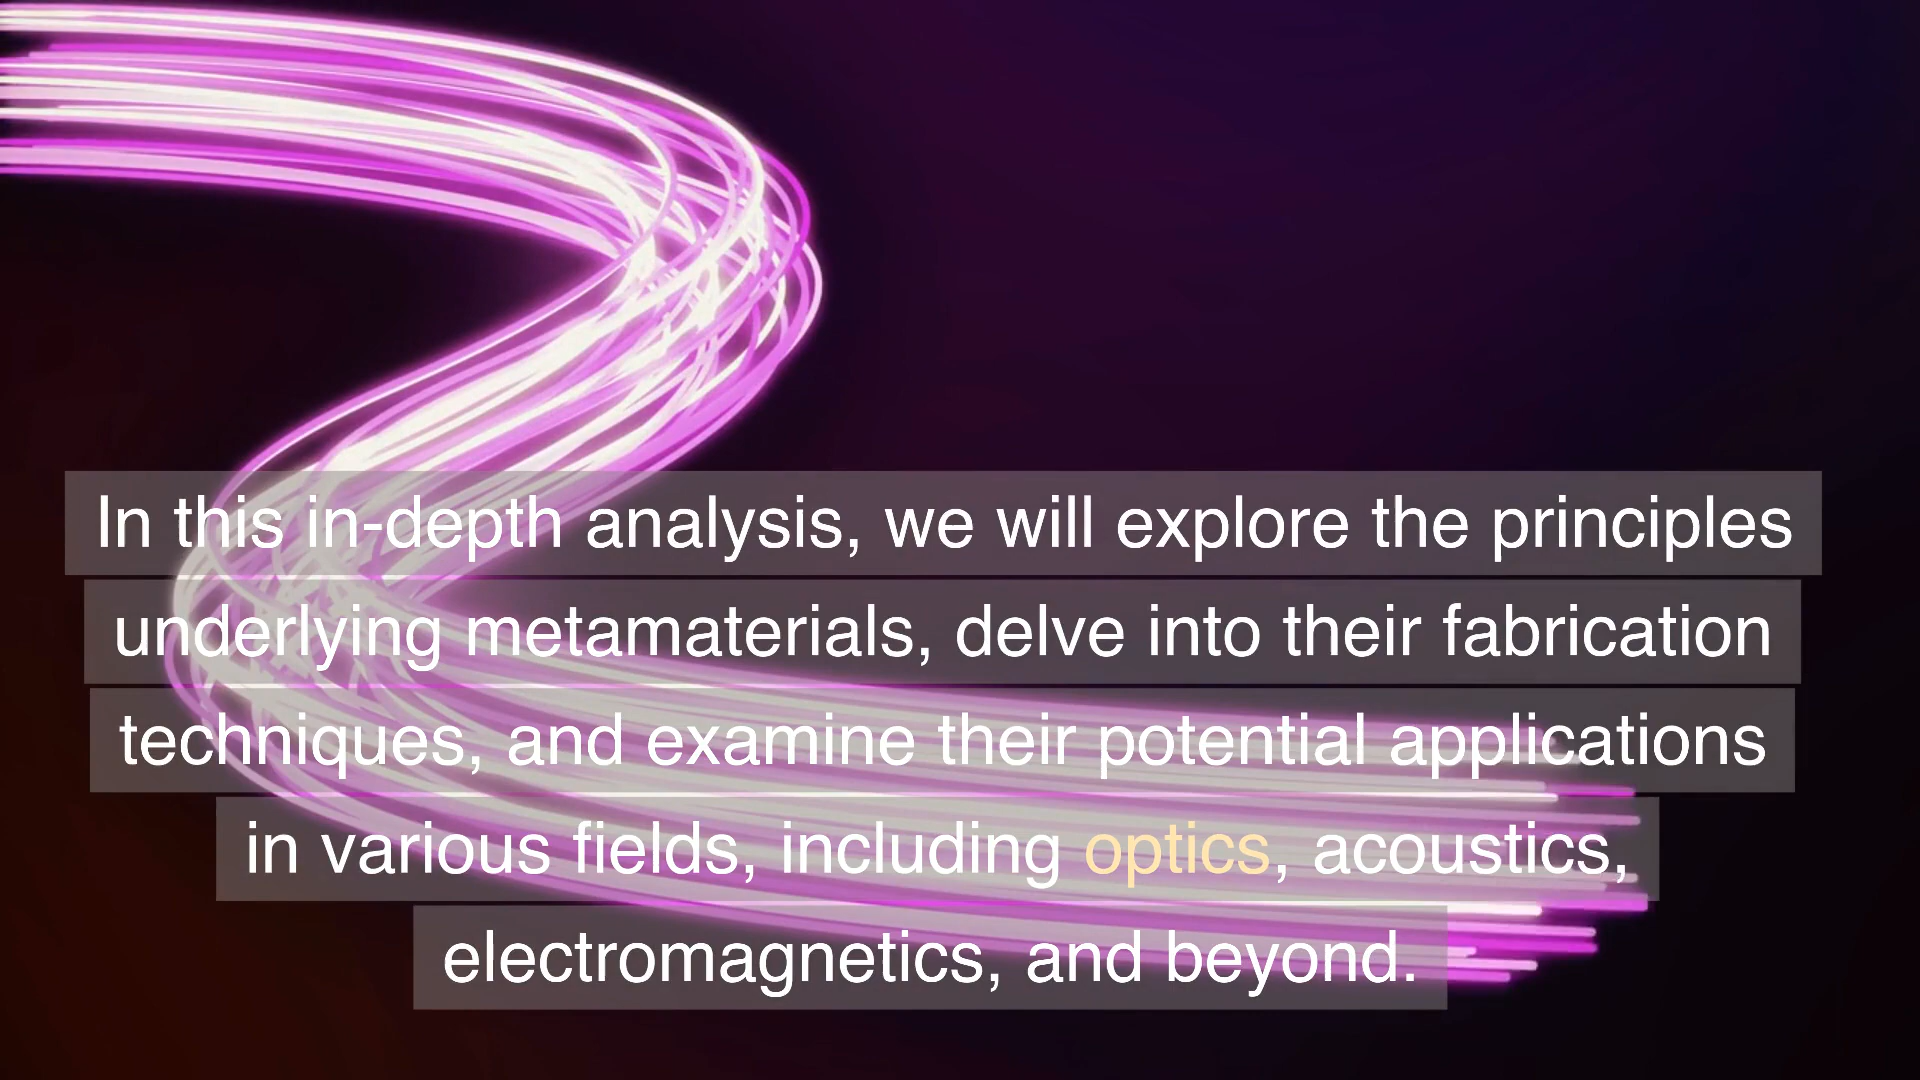 In this in-depth analysis, we will explore the principles
underlying metamaterials, delve into their fabrication
techniques, and examine their potential applications
in various fields, including optics, acoustics,
electromagnetics, and beyond.